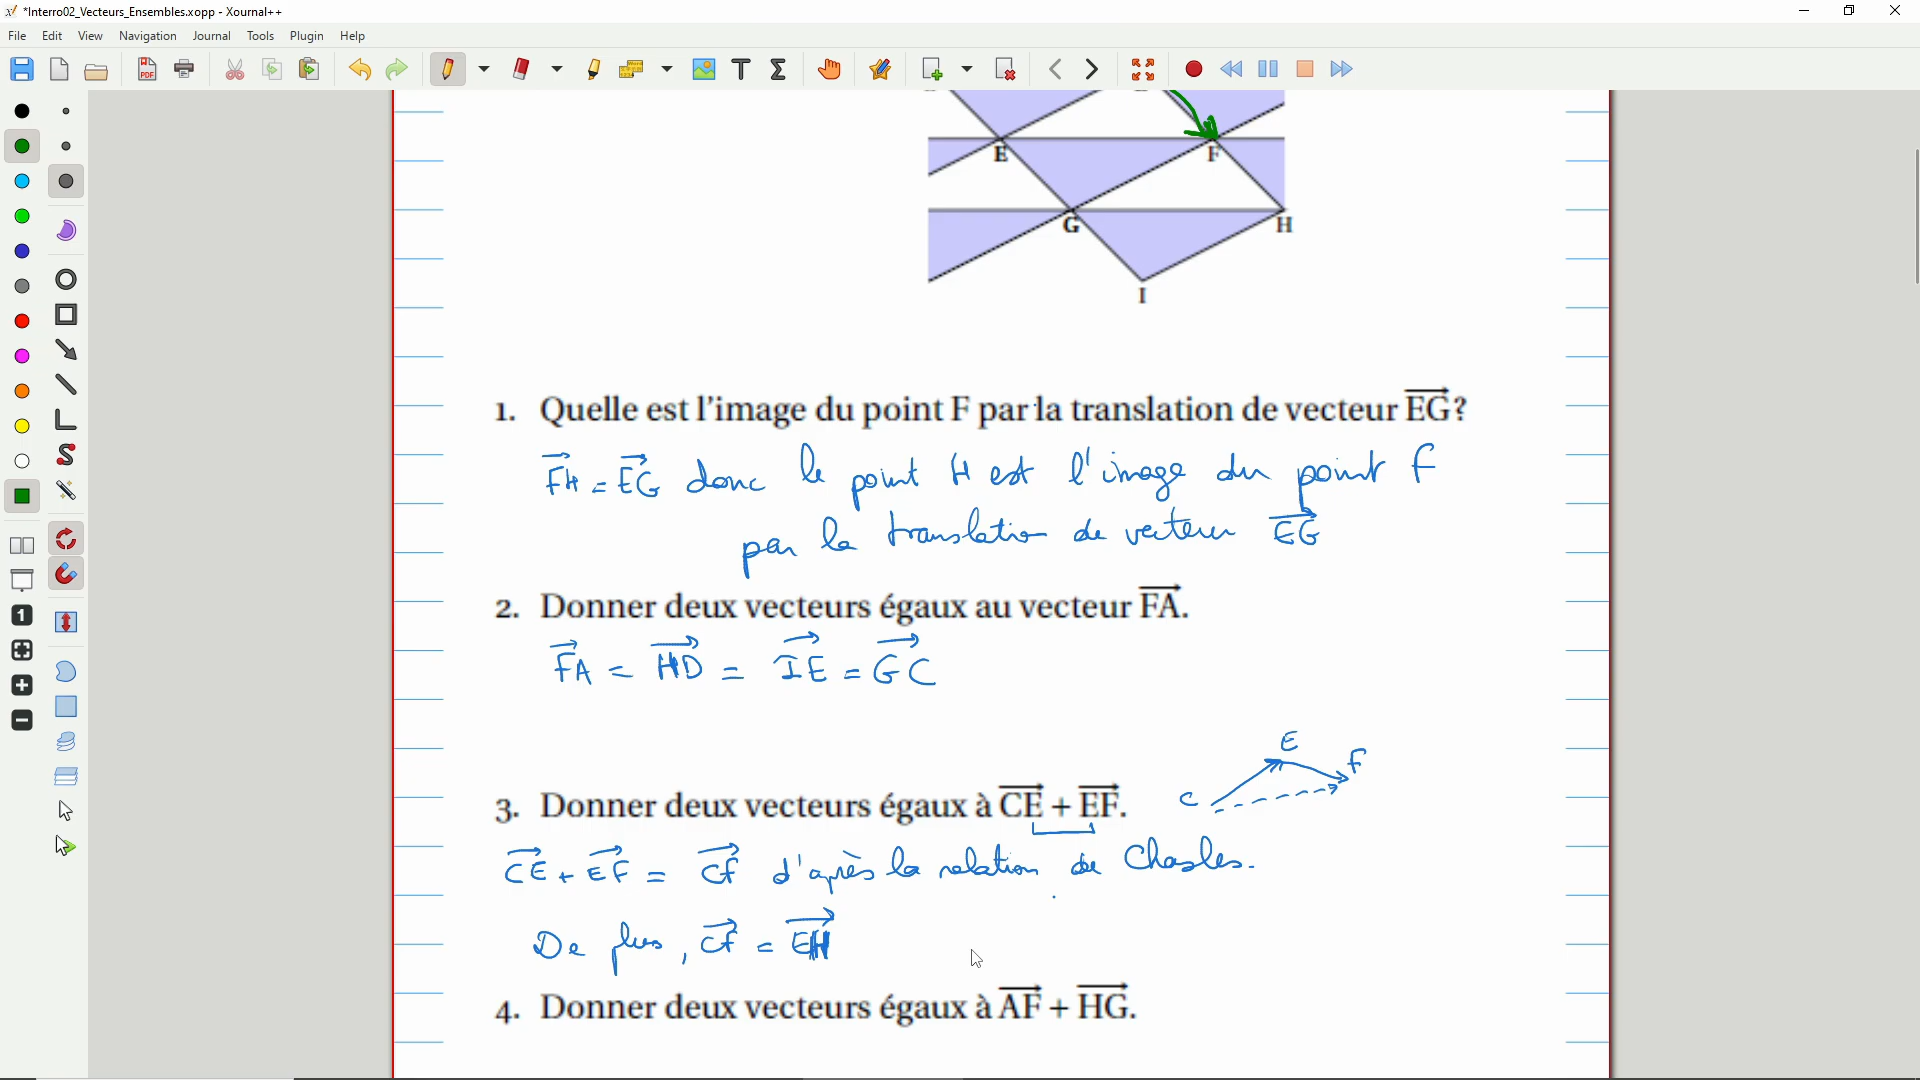 *Interro02_Vecteurs_Ensembles.xopp - Xournal++
File Edit View Navigation Journal Tools Plugin Help
E
F
G
H
I
1. Quelle est l'image du point F par la translation de vecteur EG?
FH = EG donc le point H est l'image du point F
par la translation de vecteur EG
2. Donner deux vecteurs égaux au vecteur FA.
FA = HD = IE = GC
E
F
C
3. Donner deux vecteurs égaux à CE + EF.
CE + EF = CF d'après la relation de Chasles.
De plus, CF = EH
4. Donner deux vecteurs égaux à AF + HG.